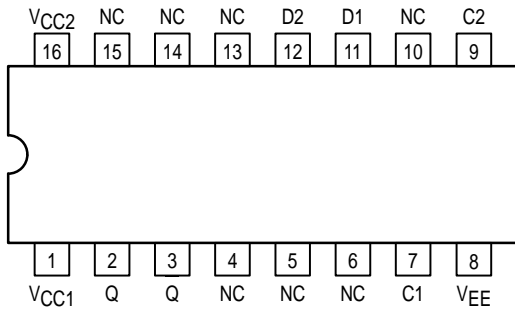 VCC2 NC NC NC D2 D1 NC C2
16 15 14 13 12 11 10 9
1 2 3 4 5 6 7 8
VCC1 Q Q̅ NC NC NC C1 VEE